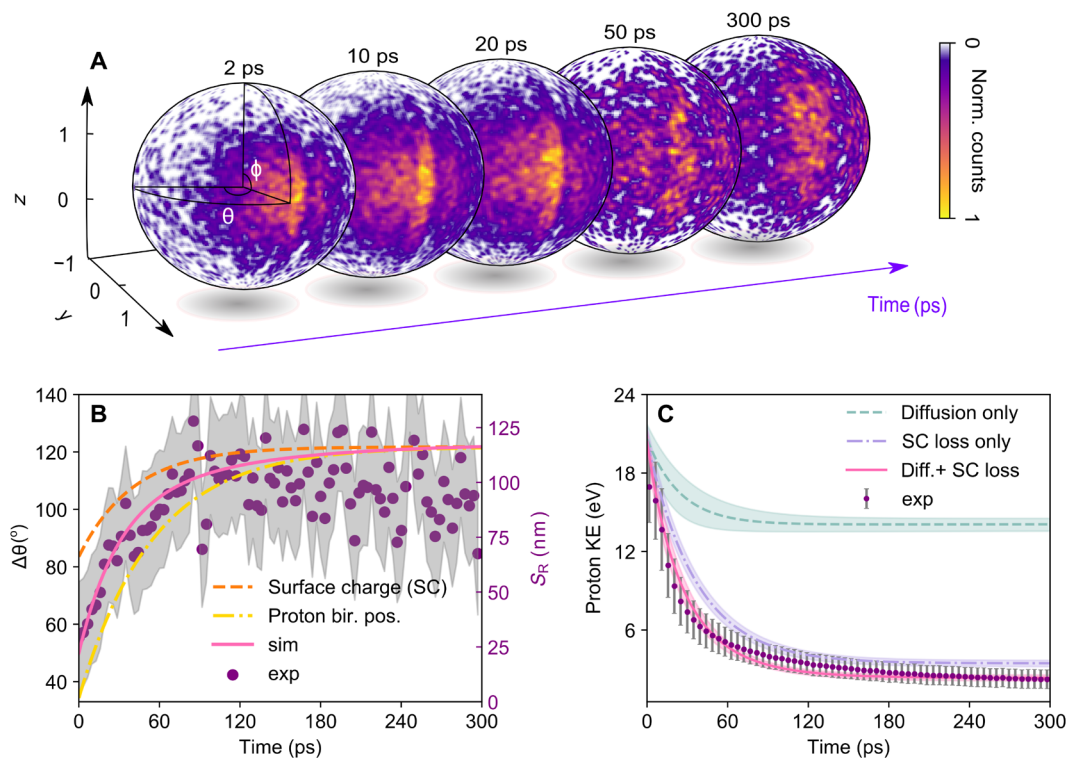 A
2 ps
10 ps
20 ps
50 ps
300 ps
0
Norm. counts
1
z
1
0
−1
0
1
y
ϕ
θ
Time (ps)
B
140
120
100
80
60
40
Δθ(°)
125
100
75
50
25
0
S_R (nm)
Surface charge (SC)
Proton bir. pos.
sim
exp
0 60 120 180 240 300
Time (ps)
C
24
18
12
6
Proton KE (eV)
Diffusion only
SC loss only
Diff.+ SC loss
exp
0 60 120 180 240 300
Time (ps)